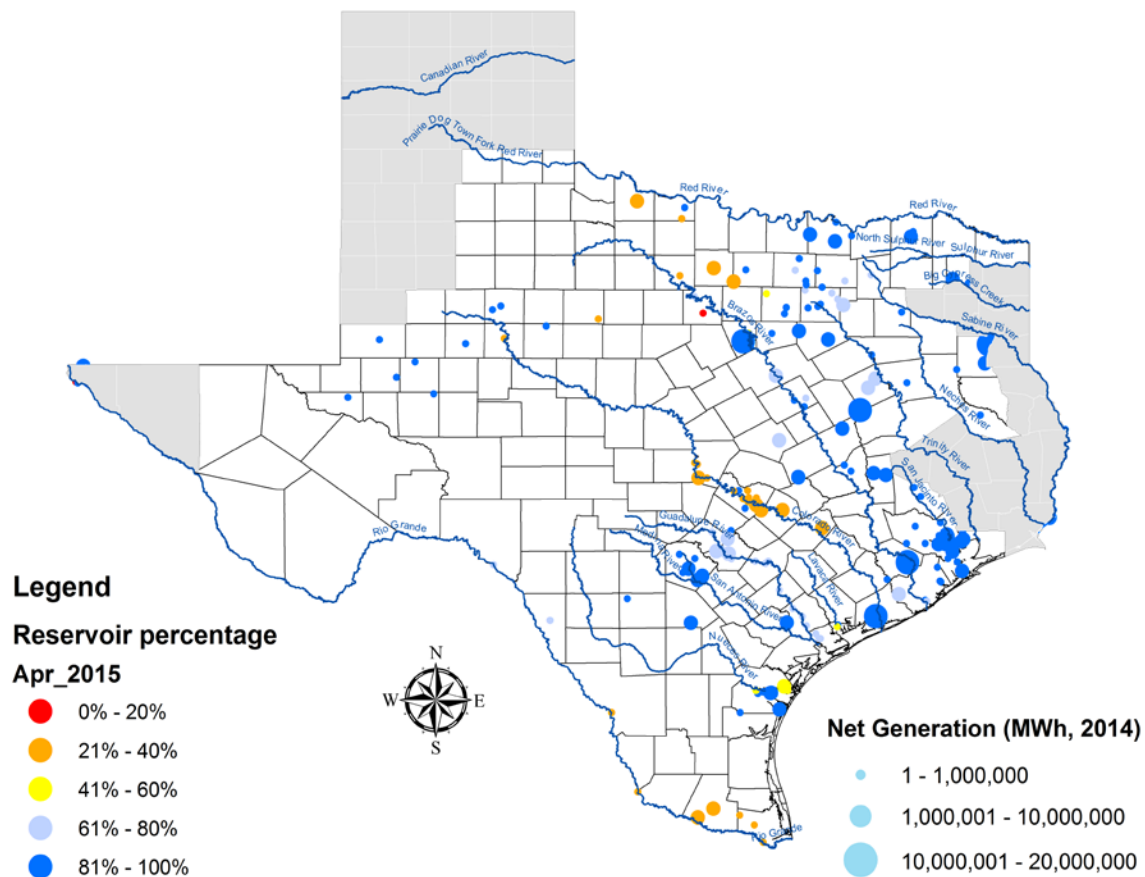 Canadian River
Prairie Dog Town Fork Red River
Red River
Red River
North Sulphur River
Sulphur River
Big Cypress Creek
Sabine River
Brazos River
Neches River
Trinity River
San Jacinto River
Colorado River
Guadalupe River
Medina River
Lavaca River
San Antonio River
Rio Grande
Nueces River
Rio Grande
N
W E
S
Legend
Reservoir percentage
Apr_2015
0% - 20%
21% - 40%
41% - 60%
61% - 80%
81% - 100%
Net Generation (MWh, 2014)
1 - 1,000,000
1,000,001 - 10,000,000
10,000,001 - 20,000,000